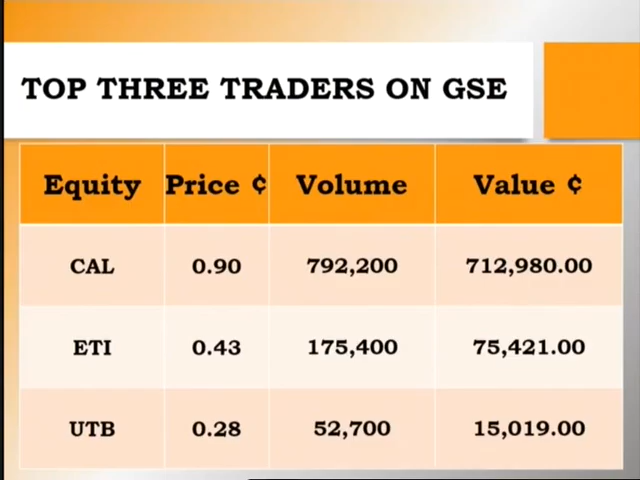 TOP THREE TRADERS ON GSE
Equity Price ¢ Volume Value ¢
CAL 0.90 792,200 712,980.00
ETI 0.43 175,400 75,421.00
UTB 0.28 52,700 15,019.00